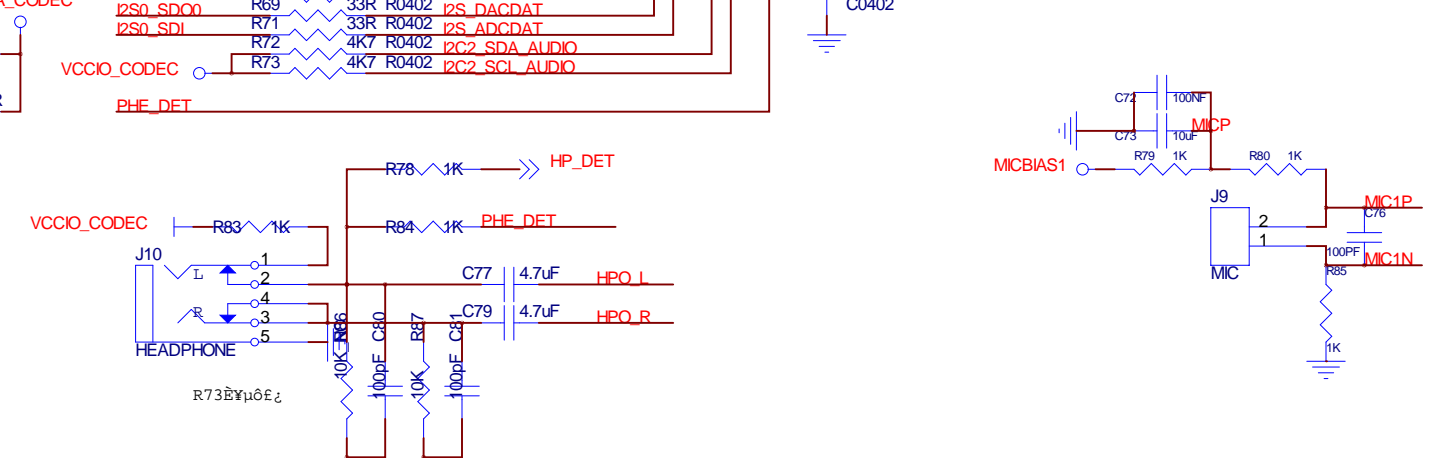 A_CODEC
I2S0_SDO0 R69 33R R0402 I2S_DACDAT
I2S0_SDI R71 33R R0402 I2S_ADCDAT
R72 4K7 R0402 I2C2_SDA_AUDIO
VCCIO_CODEC R73 4K7 R0402 I2C2_SCL_AUDIO
PHE_DET
C0402
R78 1K HP_DET
VCCIO_CODEC R83 1K R84 1K PHE_DET
J10
L 1
2 C77 4.7uF HPO_L
4
R 3 C79 4.7uF HPO_R
5
HEADPHONE
10K
100pF C80
10K R87
100pF C81
R73È¥µô£¿
C72 100NF
C73 10uF MICP
MICBIAS1 R79 1K R80 1K
J9
2 MIC1P
1 C76
100PF
MIC MIC1N
R85
1K